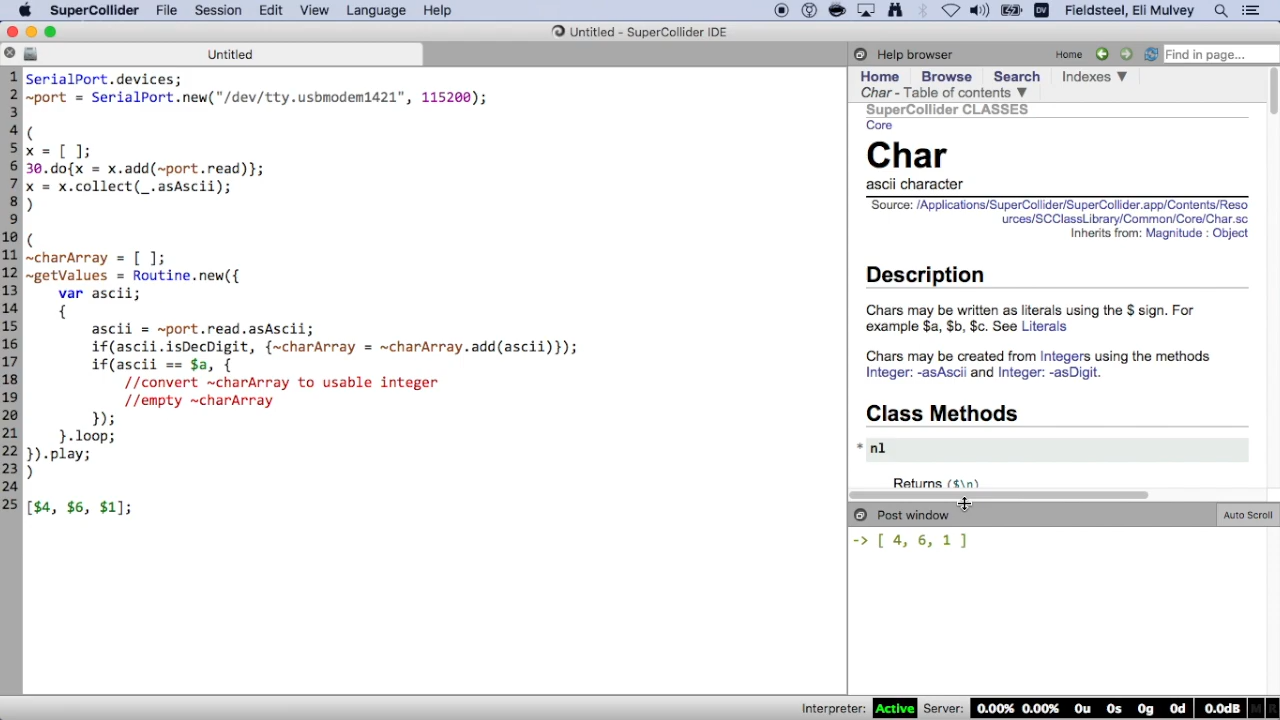 SuperCollider File Session Edit View Language Help
Fieldsteel, Eli Mulvey
Untitled - SuperCollider IDE
Untitled
1 SerialPort.devices;
2 ~port = SerialPort.new("/dev/tty.usbmodem1421", 115200);
3
4 (
5 x = [ ];
6 30.do{x = x.add(~port.read)};
7 x = x.collect(_.asAscii);
8 )
9
10 (
11 ~charArray = [ ];
12 ~getValues = Routine.new({
13 var ascii;
14 {
15 ascii = ~port.read.asAscii;
16 if(ascii.isDecDigit, {~charArray = ~charArray.add(ascii)});
17 if(ascii == $a, {
18 //convert ~charArray to usable integer
19 //empty ~charArray
20 });
21 }.loop;
22 }).play;
23 )
24
25 [$4, $6, $1];
Help browser Home Find in page...
Home Browse Search Indexes ▼
Char - Table of contents ▼
SuperCollider CLASSES
Core
Char
ascii character
Source: /Applications/SuperCollider/SuperCollider.app/Contents/Reso
urces/SCClassLibrary/Common/Core/Char.sc
Inherits from: Magnitude : Object
Description
Chars may be written as literals using the $ sign. For
example $a, $b, $c. See Literals
Chars may be created from Integers using the methods
Integer: -asAscii and Integer: -asDigit.
Class Methods
* nl
Returns ($\n)
Post window Auto Scroll
-> [ 4, 6, 1 ]
Interpreter: Active Server: 0.00% 0.00% 0u 0s 0g 0d 0.0dB M R